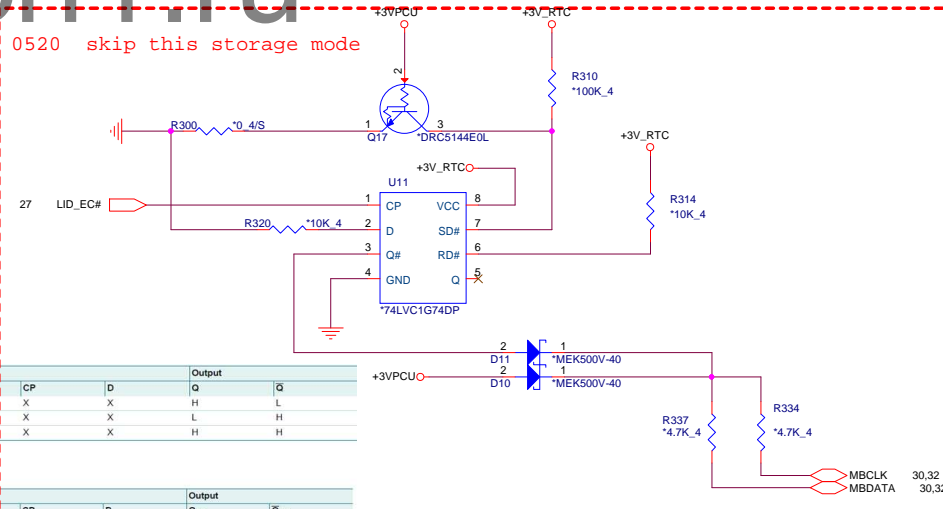 0520 skip this storage mode
+3VPCU
+3V_RTC
2
R310
*100K_4
R300
*0_4/S
1
3
Q17
*DRC5144E0L
+3V_RTC
+3V_RTC
U11
27 LID_EC#
1 CP VCC 8
R314
*10K_4
R320 *10K_4
2 D SD# 7
3 Q# RD# 6
4 GND Q 5
*74LVC1G74DP
2 1
D11 *MEK500V-40
+3VPCU
2 1
D10 *MEK500V-40
Output
CP D Q Q
X X H L
X X L H
X X H H
R337
*4.7K_4
R334
*4.7K_4
MBCLK 30,32
MBDATA 30,32
Output